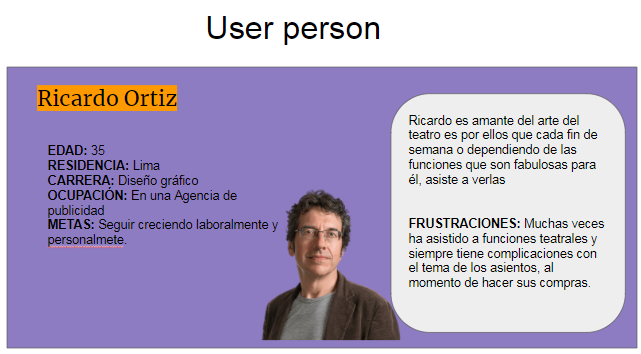 User person
Ricardo Ortiz
EDAD: 35
RESIDENCIA: Lima
CARRERA: Diseño gráfico
OCUPACIÓN: En una Agencia de
publicidad
METAS: Seguir creciendo laboralmente y
personalmete.
Ricardo es amante del arte del
teatro es por ellos que cada fin de
semana o dependiendo de las
funciones que son fabulosas para
él, asiste a verlas
FRUSTRACIONES: Muchas veces
ha asistido a funciones teatrales y
siempre tiene complicaciones con
el tema de los asientos, al
momento de hacer sus compras.